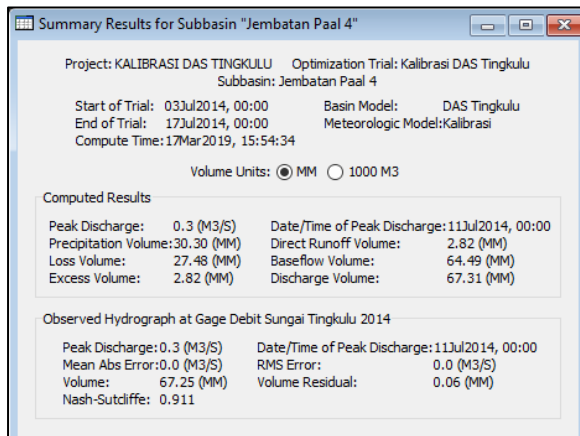 Summary Results for Subbasin "Jembatan Paal 4"
Project: KALIBRASI DAS TINGKULU Optimization Trial: Kalibrasi DAS Tingkulu
Subbasin: Jembatan Paal 4
Start of Trial: 03Jul2014, 00:00 Basin Model: DAS Tingkulu
End of Trial: 17Jul2014, 00:00 Meteorologic Model:Kalibrasi
Compute Time:17Mar2019, 15:54:34
Volume Units: MM 1000 M3
Computed Results
Peak Discharge: 0.3 (M3/S) Date/Time of Peak Discharge:11Jul2014, 00:00
Precipitation Volume:30.30 (MM) Direct Runoff Volume: 2.82 (MM)
Loss Volume: 27.48 (MM) Baseflow Volume: 64.49 (MM)
Excess Volume: 2.82 (MM) Discharge Volume: 67.31 (MM)
Observed Hydrograph at Gage Debit Sungai Tingkulu 2014
Peak Discharge:0.3 (M3/S) Date/Time of Peak Discharge:11Jul2014, 00:00
Mean Abs Error:0.0 (M3/S) RMS Error: 0.0 (M3/S)
Volume: 67.25 (MM) Volume Residual: 0.06 (MM)
Nash-Sutcliffe: 0.911